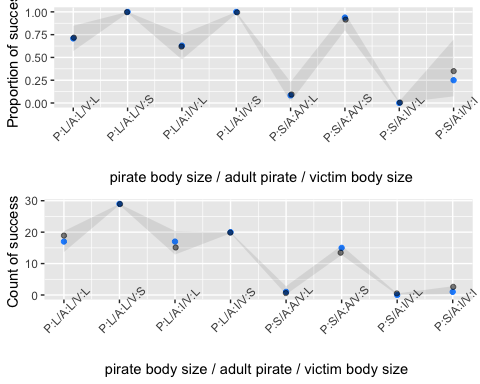 Proportion of succes
1.00
0.75
0.50
0.25
0.00
P:L/A:L/V:L
P:L/A:L/V:S
P:L/A:I/V:L
P:L/A:I/V:S
P:S/A:A/V:L
P:S/A:A/V:S
P:S/A:I/V:L
P:S/A:I/V:I
pirate body size / adult pirate / victim body size
Count of success
30
20
10
0
P:L/A:L/V:L
P:L/A:L/V:S
P:L/A:I/V:L
P:L/A:I/V:S
P:S/A:A/V:L
P:S/A:A/V:S
P:S/A:I/V:L
P:S/A:I/V:I
pirate body size / adult pirate / victim body size